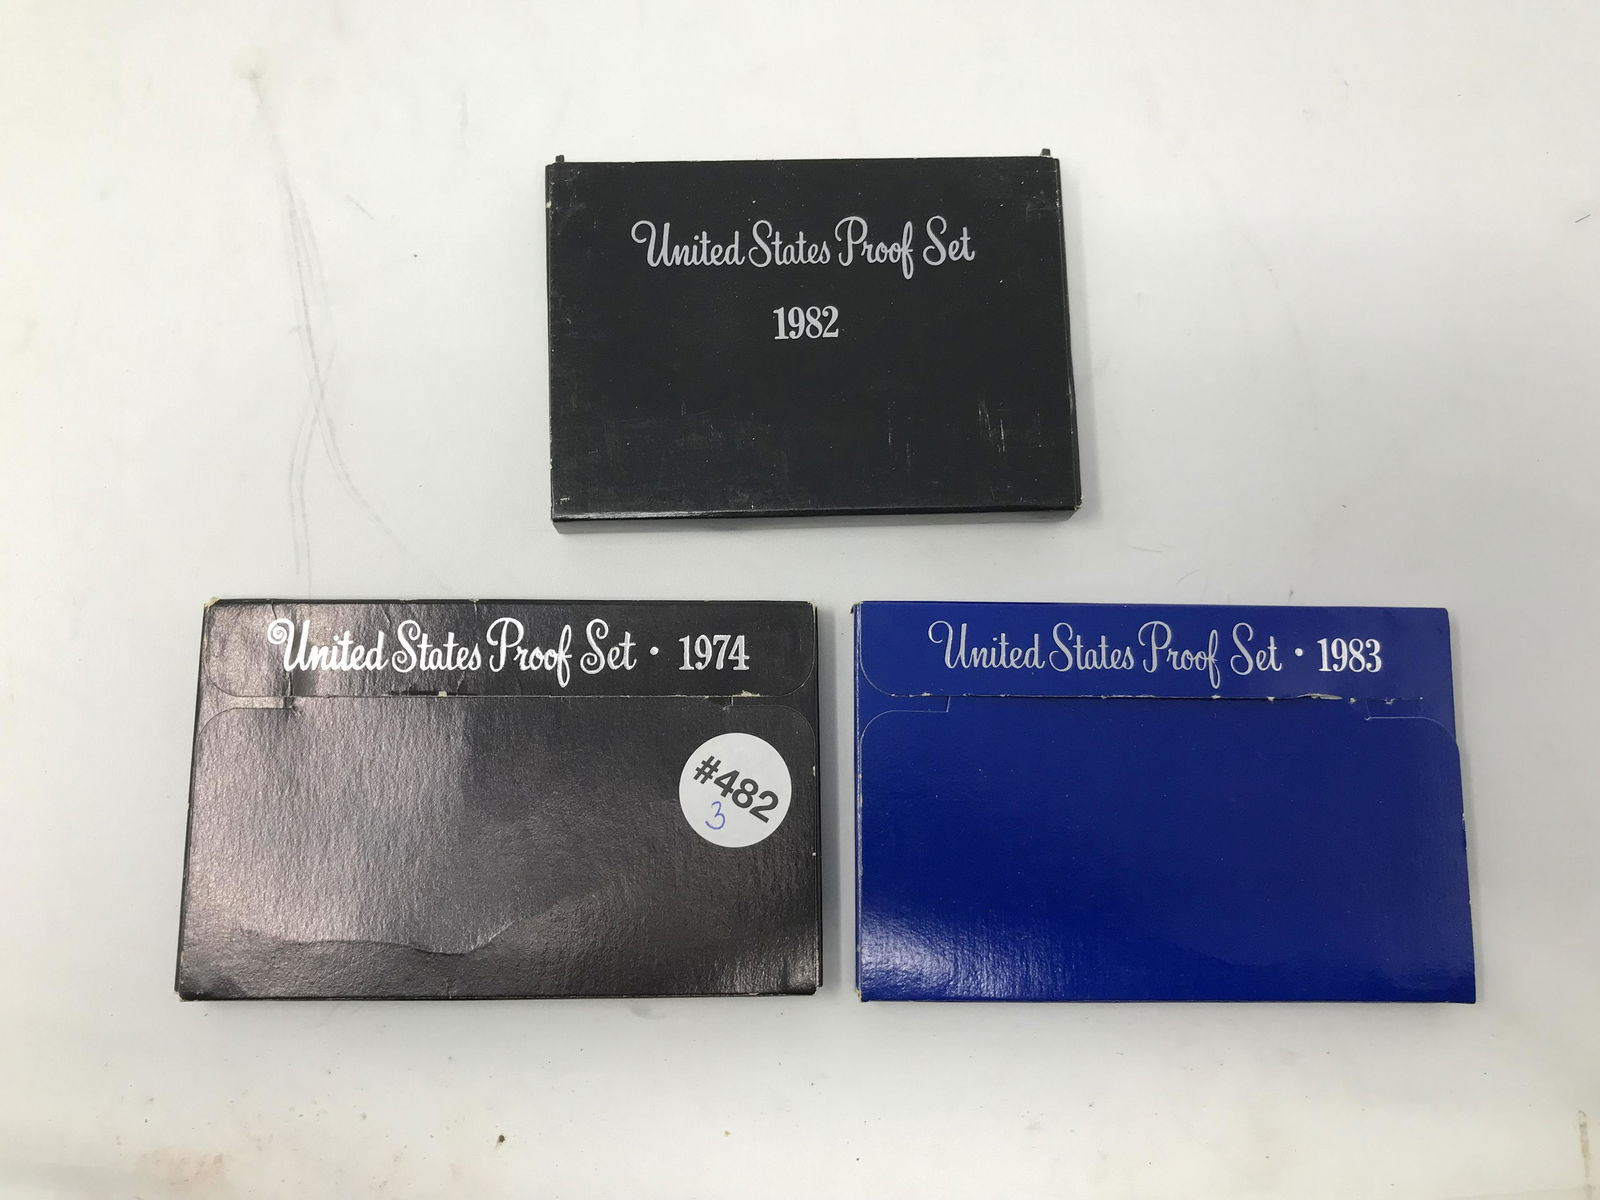 United States Proof Set
1982
United States Proof Set • 1974
#482
3
United States Proof Set • 1983